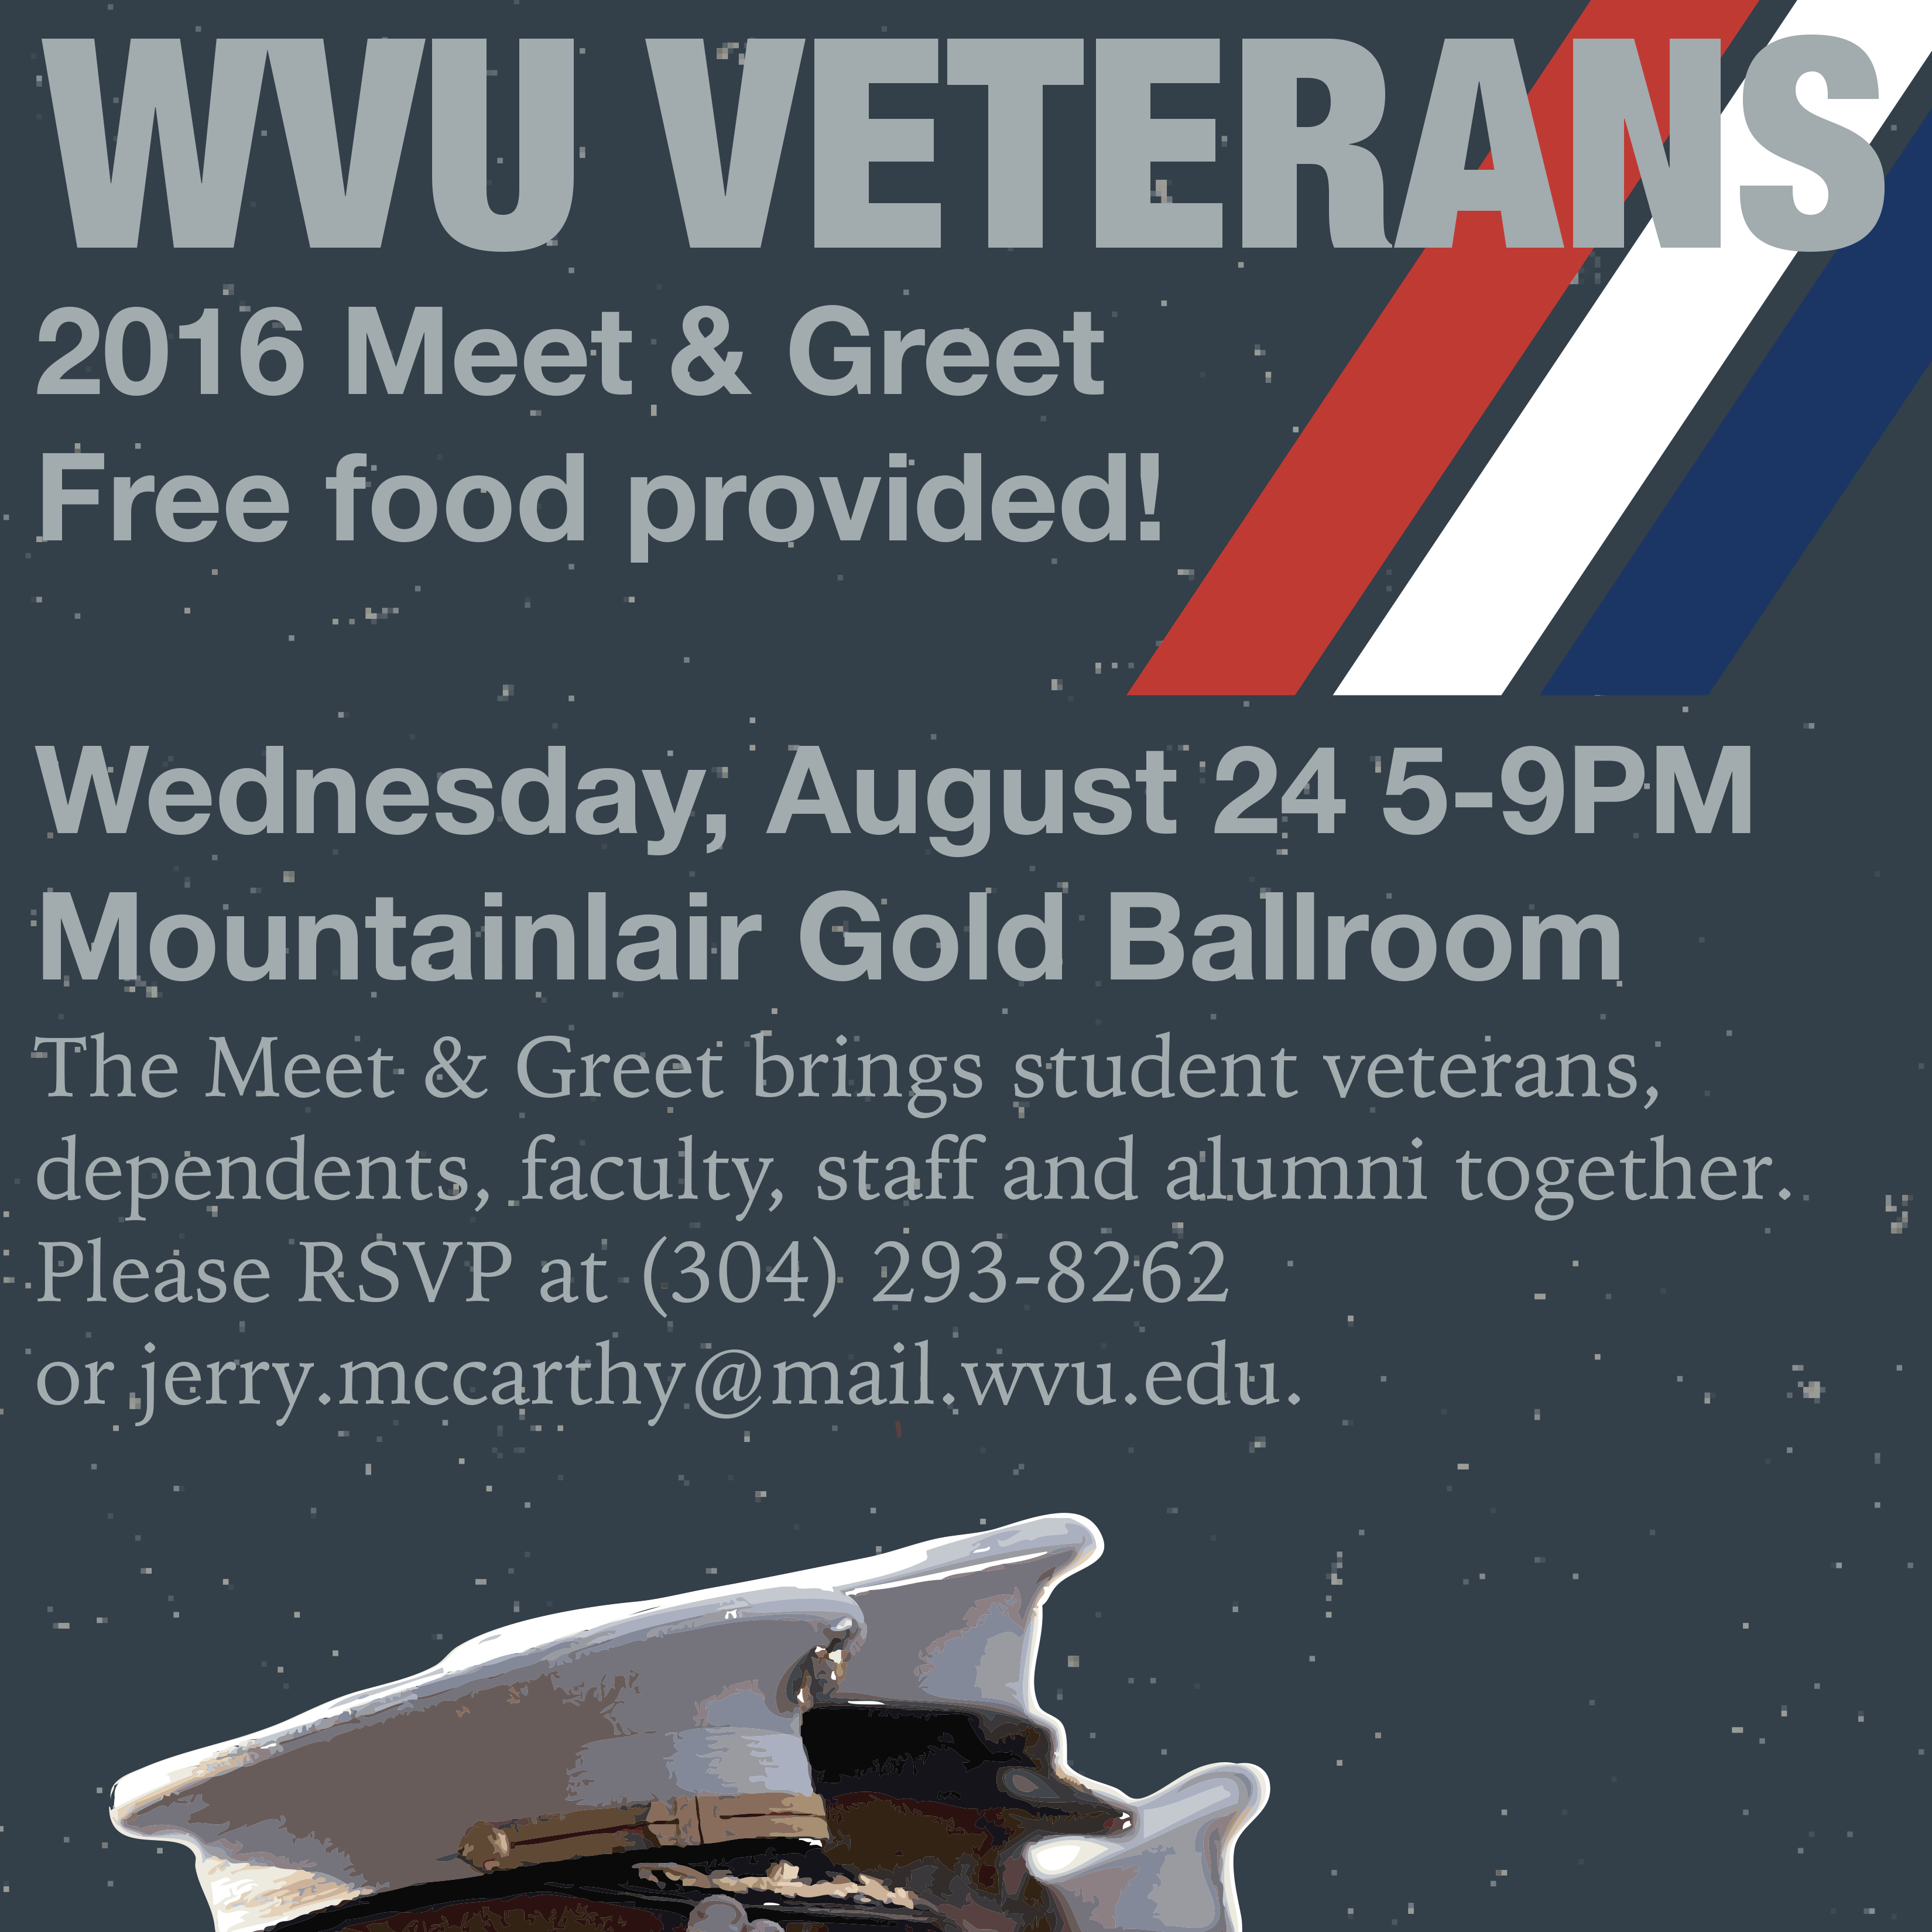 WVU VETERANS
2016 Meet & Greet
Free food provided!
Wednesday, August 24 5-9PM
Mountainlair Gold Ballroom
The Meet & Greet brings student veterans,
dependents, faculty, staff and alumni together.
Please RSVP at (304) 293-8262
or jerry.mccarthy@mail.wvu.edu.